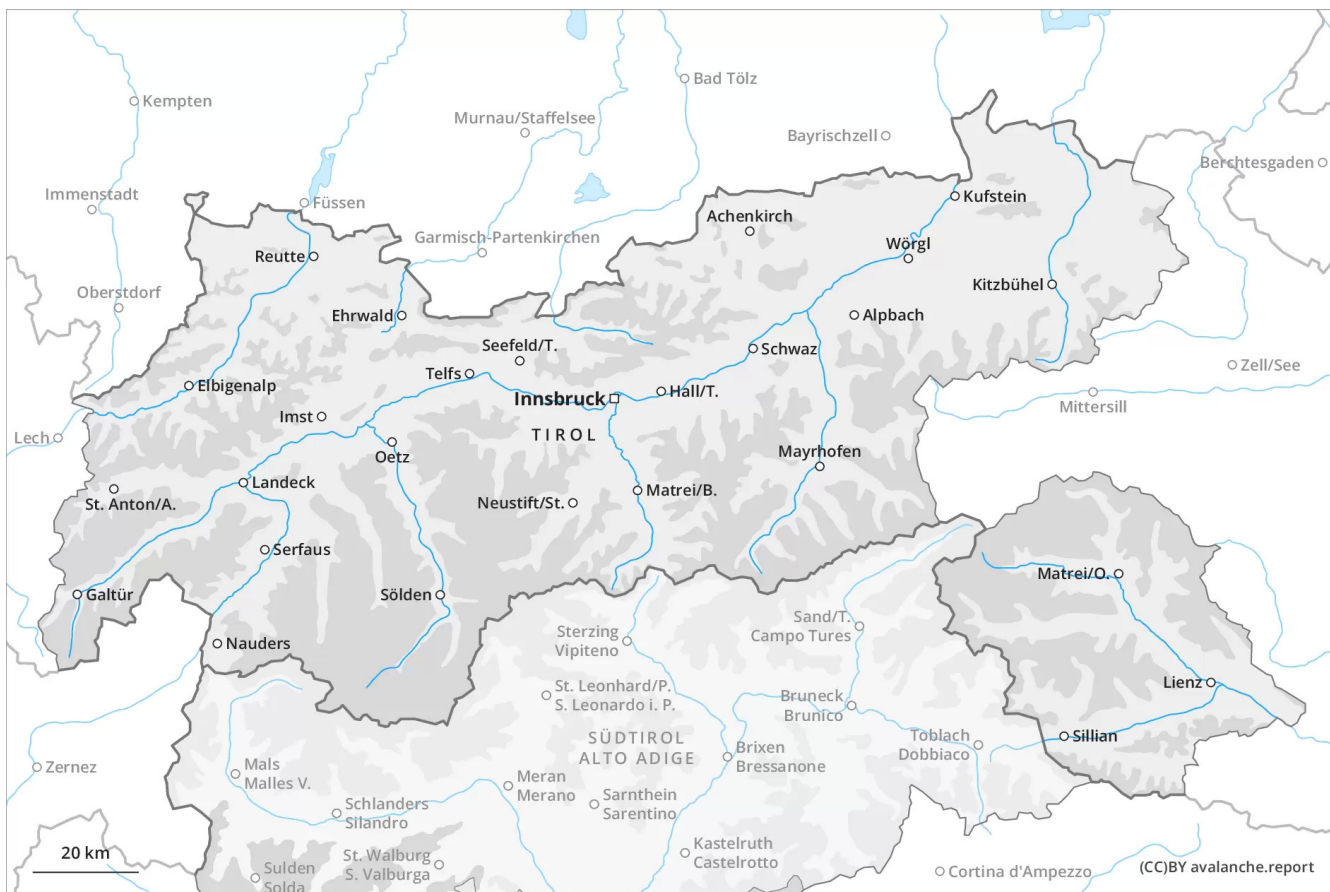 Bad Tölz
Kempten
Murnau/Staffelsee
Bayrischzell
Berchtesgaden
Immenstadt
Füssen
Kufstein
Achenkirch
Garmisch-Partenkirchen
Wörgl
Reutte
Kitzbühel
Oberstdorf
Ehrwald
Alpbach
Seefeld/T.
Schwaz
Zell/See
Telfs
Elbigenalp
Hall/T.
Innsbruck
Mittersill
Imst
TIROL
Lech
Oetz
Mayrhofen
Landeck
Matrei/B.
St. Anton/A.
Neustift/St.
Serfaus
Matrei/O.
Galtür
Sölden
Sand/T.
Campo Tures
Sterzing
Vipiteno
Nauders
Lienz
St. Leonhard/P.
S. Leonardo i. P.
Bruneck
Brunico
SÜDTIROL
ALTO ADIGE
Toblach
Dobbiaco
Sillian
Brixen
Bressanone
Zernez
Mals
Malles V.
Meran
Merano
Sarnthein
Sarentino
Schlanders
Silandro
Kastelruth
Castelrotto
20 km
St. Walburg
S. Valburga
Sulden
Solda
Cortina d'Ampezzo
(CC)BY avalanche.report